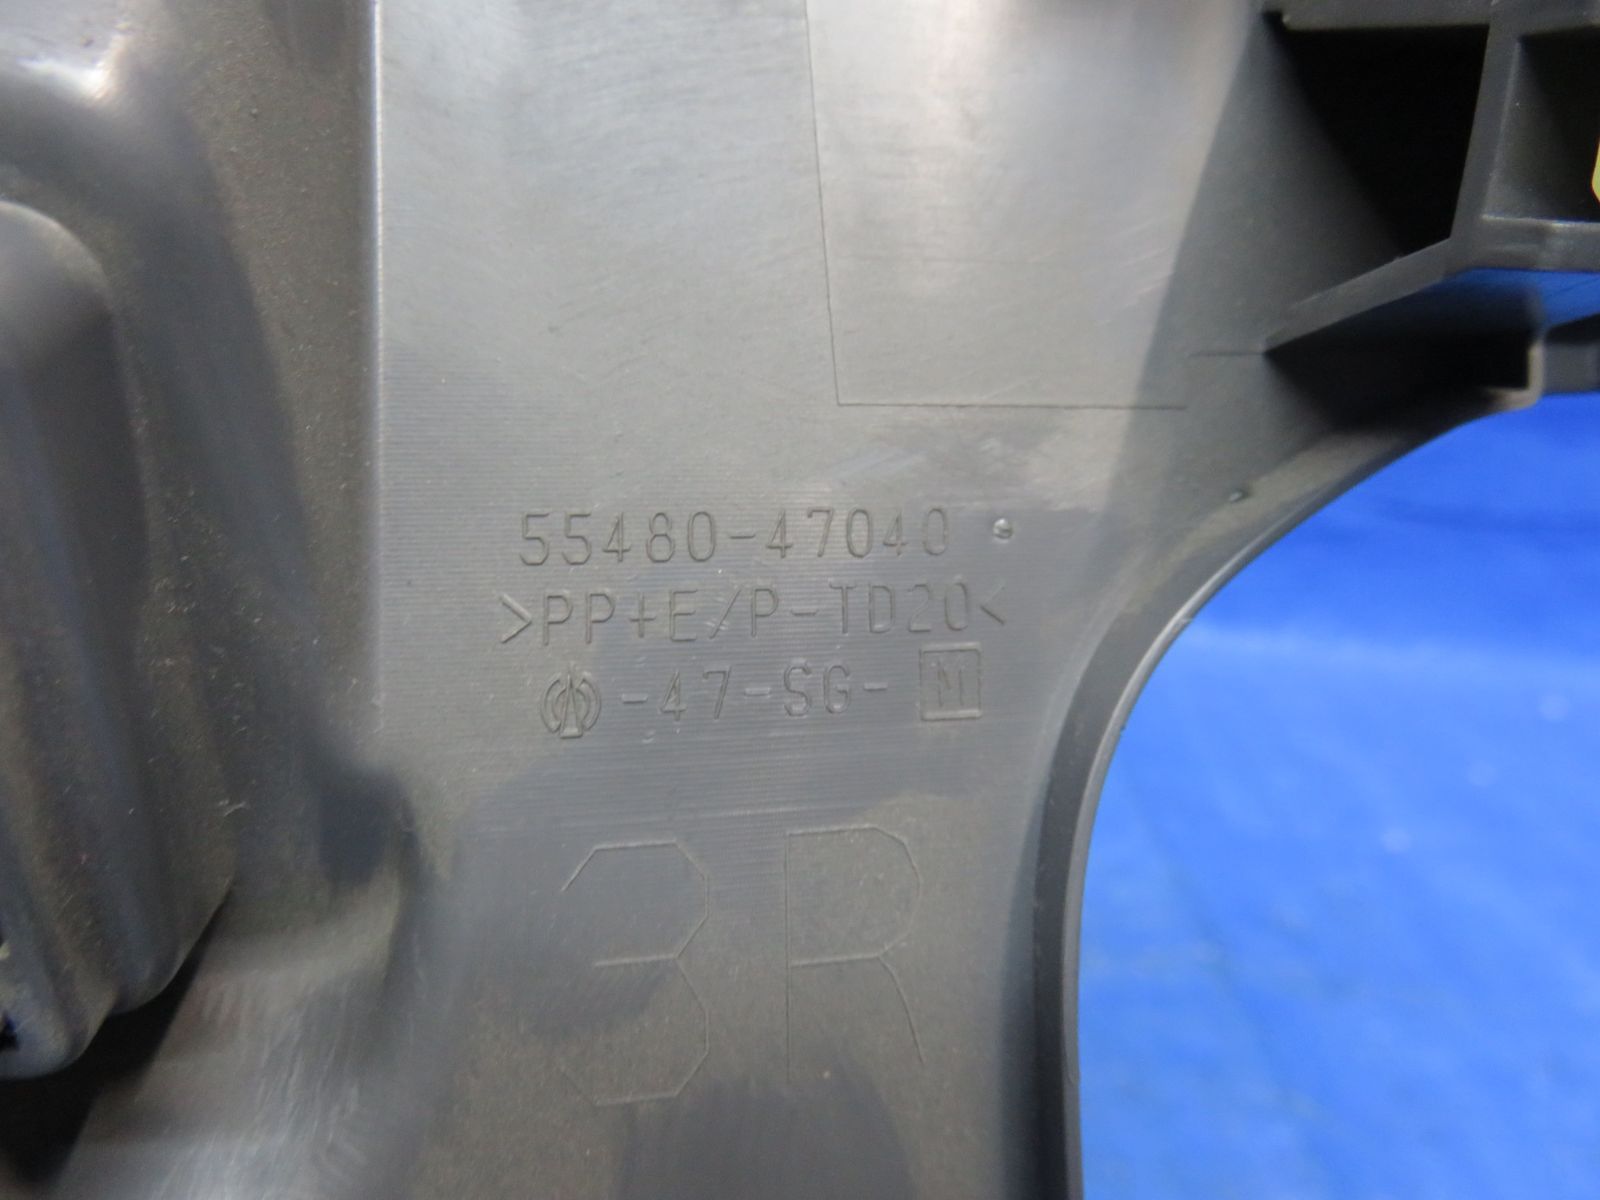 55480-47040
>PP+E/P-TD20<
-47-SG- M
3R